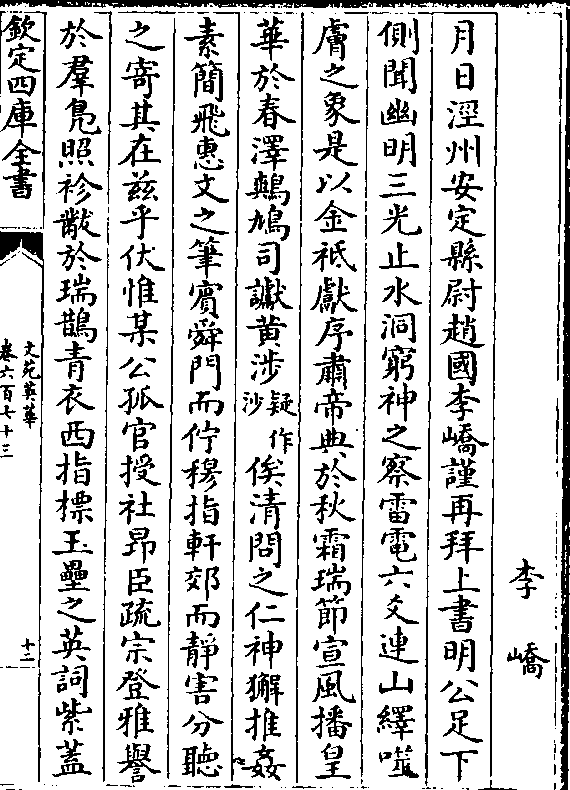 李嶠
月日涇州安定縣尉趙國李嶠謹再拜上書明公足下
側聞幽明三光止水洞窮神之察雷電六爻連山繹噬
膚之象是以金祇獻序肅帝典於秋霜瑞節宣風播皇
華於春澤鷞鳩司讞黄涉疑作沙俟清問之仁神獬推姦
素簡飛惠文之筆賔舜門而佇穆指軒郊而靜害分聽
之寄其在兹乎伏惟某公孤官授社昴臣疏宗登雅譽
於羣鳧照袗黻於瑞鵲青衣西指標玉壘之英詞紫葢
欽定四庫全書
文苑英華
卷六百七十三
十二